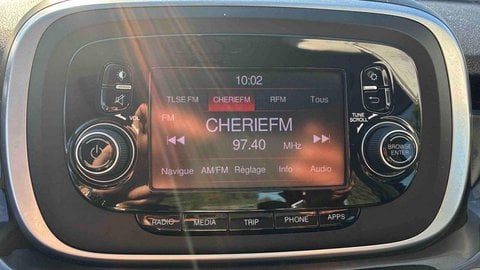 10:02
TLSE FM CHERIEFM RFM Tous
FM
CHERIEFM
97.40 MHz
Navigue AM/FM Règlage Info Audio
VOL
TUNE
SCROLL
BROWSE
ENTER
RADIO MEDIA TRIP PHONE APPS